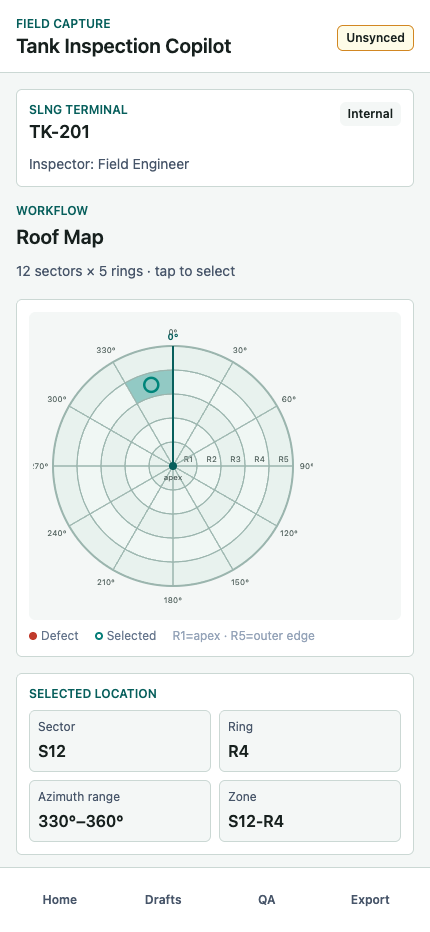 FIELD CAPTURE
Tank Inspection Copilot
Unsynced
SLNG TERMINAL
TK-201
Internal
Inspector: Field Engineer
WORKFLOW
Roof Map
12 sectors × 5 rings · tap to select
0°
0°
330°
30°
300°
60°
:70°
R1
R2
R3
R4
R5
90°
apex
240°
120°
210°
150°
180°
Defect
Selected
R1=apex · R5=outer edge
SELECTED LOCATION
Sector
S12
Ring
R4
Azimuth range
330°–360°
Zone
S12-R4
Home
Drafts
QA
Export